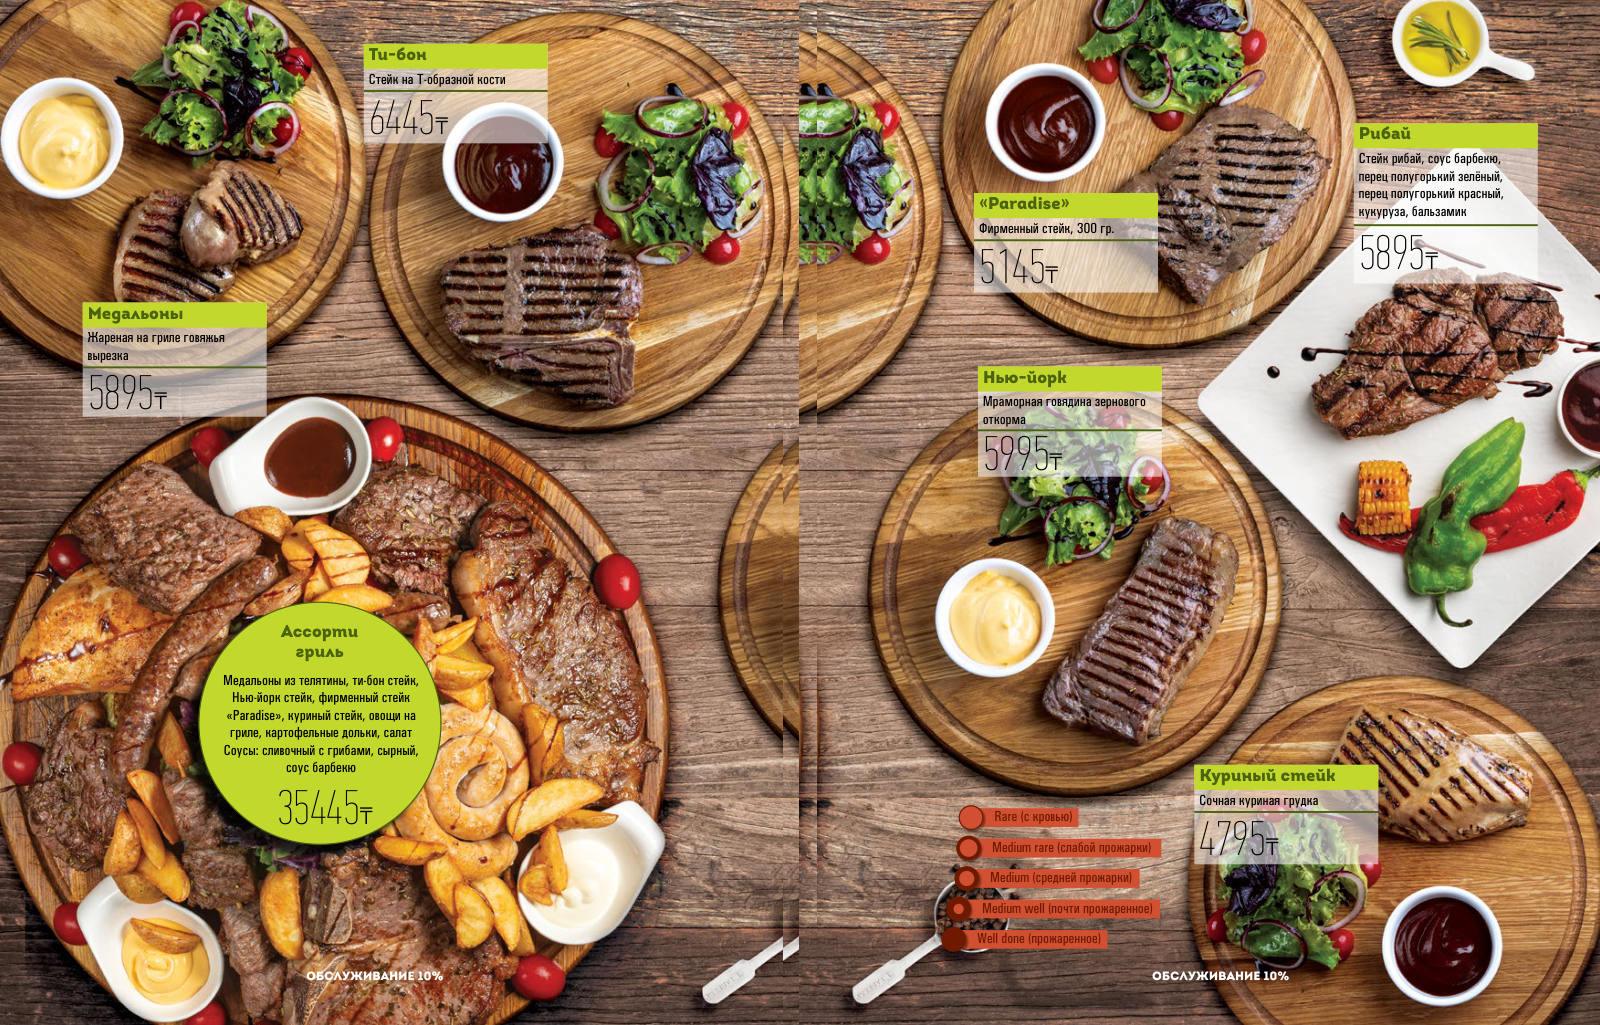 Ти-бон
Стейк на Т-образной кости
6445₸
Медальоны
Жареная на гриле говяжья
вырезка
5895₸
Ассорти
гриль
Медальоны из телятины, ти-бон стейк,
Нью-йорк стейк, фирменный стейк
«Paradise», куриный стейк, овощи на
гриле, картофельные дольки, салат
Соусы: сливочный с грибами, сырный,
соус барбекю
35445₸
ОБСЛУЖИВАНИЕ 10%
«Paradise»
Фирменный стейк, 300 гр.
5145₸
Рибай
Стейк рибай, соус барбекю,
перец полугорький зелёный,
перец полугорький красный,
кукуруза, бальзамик
5895₸
Нью-йорк
Мраморная говядина зернового
откорма
5995₸
Куриный стейк
Сочная куриная грудка
4795₸
Rare (с кровью)
Medium rare (слабой прожарки)
Medium (средней прожарки)
Medium well (почти прожаренное)
Well done (прожаренное)
ОБСЛУЖИВАНИЕ 10%